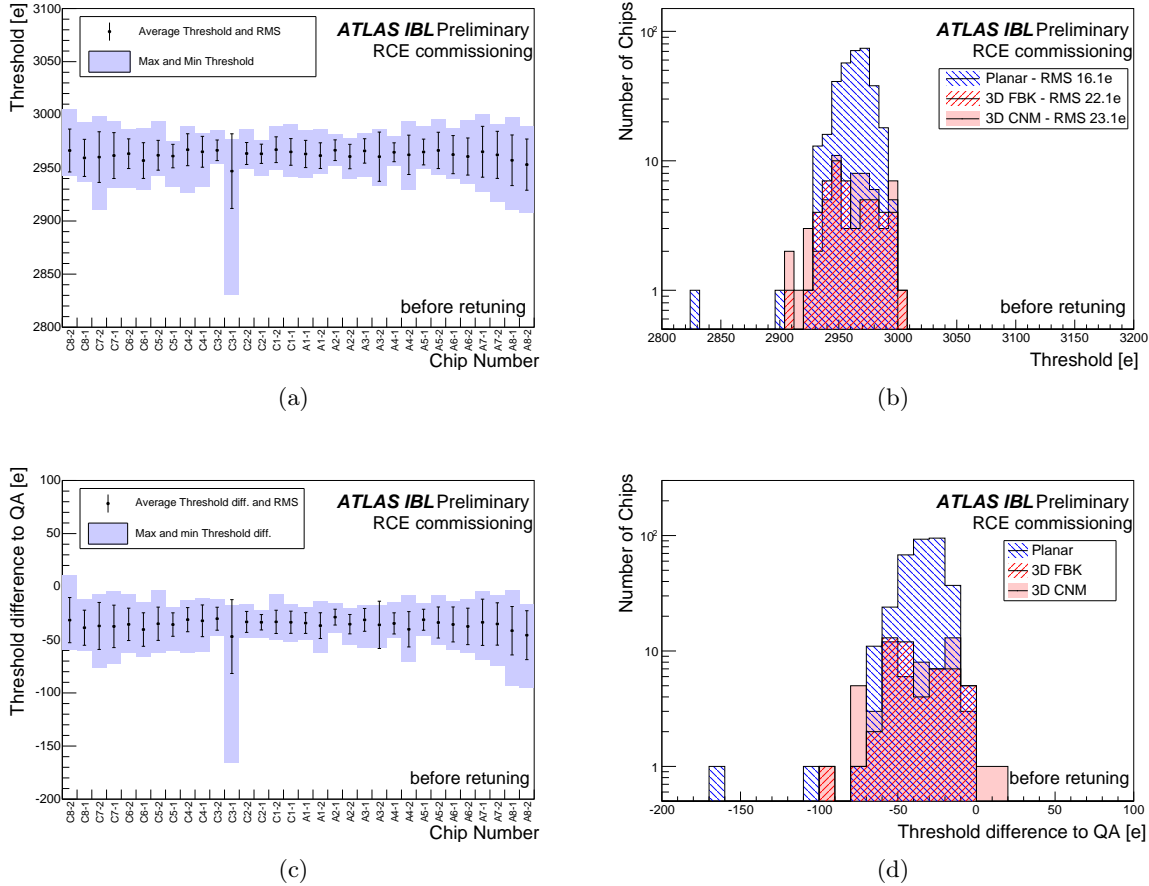 Threshold [e]
3100
3050
3000
2950
2900
2850
2800
Average Threshold and RMS
Max and Min Threshold
ATLAS IBL Preliminary
RCE commissioning
before retuning
C8-2 C8-1 C7-2 C7-1 C6-2 C6-1 C5-2 C5-1 C4-2 C4-1 C3-2 C3-1 C2-2 C2-1 C1-2 C1-1 A1-1 A1-2 A2-1 A2-2 A3-1 A3-2 A4-1 A4-2 A5-1 A5-2 A6-1 A6-2 A7-1 A7-2 A8-1 A8-2
Chip Number
(a)
Number of Chips
10²
10
1
ATLAS IBL Preliminary
RCE commissioning
Planar - RMS 16.1e
3D FBK - RMS 22.1e
3D CNM - RMS 23.1e
before retuning
2800 2850 2900 2950 3000 3050 3100 3150 3200
Threshold [e]
(b)
Threshold difference to QA [e]
100
50
0
-50
-100
-150
-200
Average Threshold diff. and RMS
Max and min Threshold diff.
ATLAS IBL Preliminary
RCE commissioning
before retuning
C8-2 C8-1 C7-2 C7-1 C6-2 C6-1 C5-2 C5-1 C4-2 C4-1 C3-2 C3-1 C2-2 C2-1 C1-2 C1-1 A1-1 A1-2 A2-1 A2-2 A3-1 A3-2 A4-1 A4-2 A5-1 A5-2 A6-1 A6-2 A7-1 A7-2 A8-1 A8-2
Chip Number
(c)
Number of Chips
10²
10
1
ATLAS IBL Preliminary
RCE commissioning
Planar
3D FBK
3D CNM
before retuning
-200 -150 -100 -50 0 50 100
Threshold difference to QA [e]
(d)